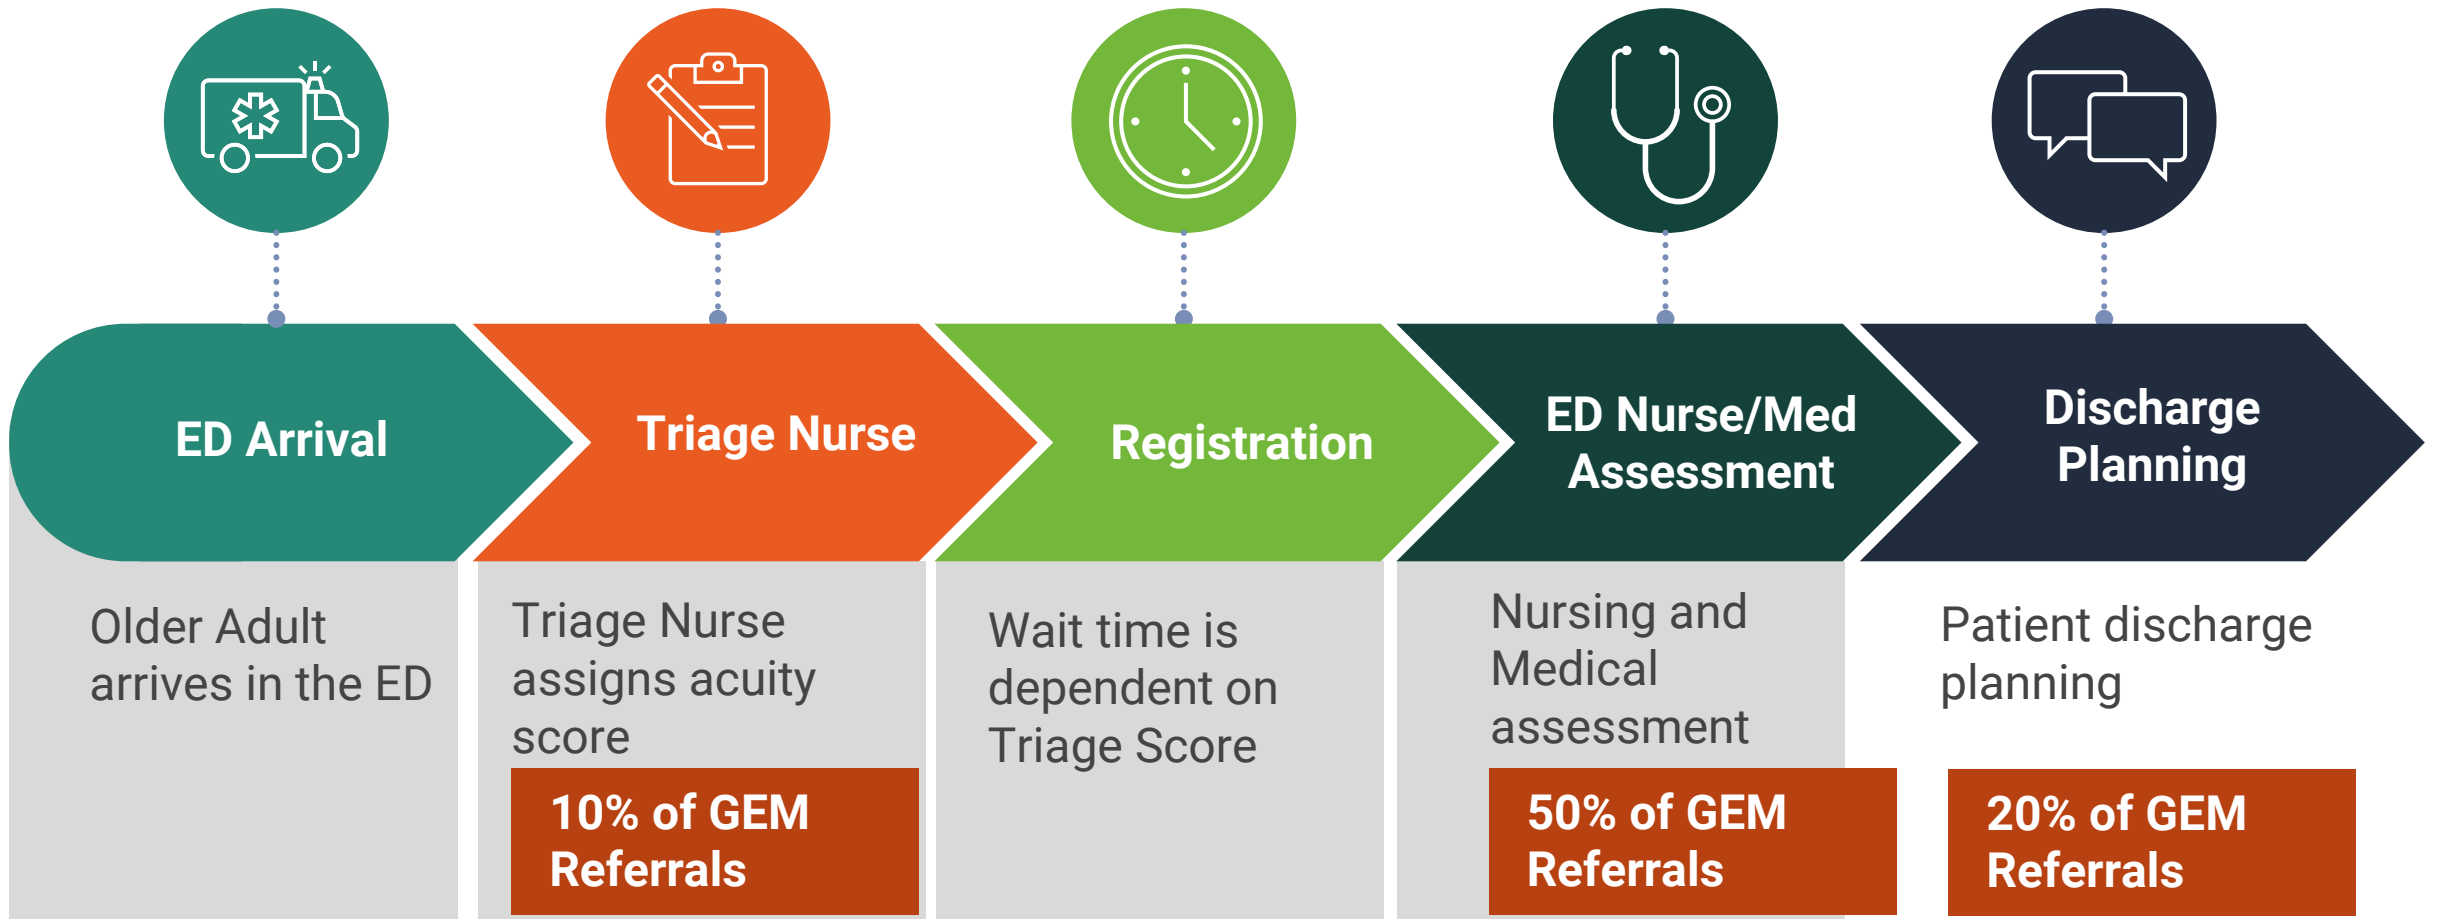 ED Arrival
Triage Nurse
Registration
ED Nurse/Med
Assessment
Discharge
Planning
Older Adult
arrives in the ED
Triage Nurse
assigns acuity
score
10% of GEM
Referrals
Wait time is
dependent on
Triage Score
Nursing and
Medical
assessment
50% of GEM
Referrals
Patient discharge
planning
20% of GEM
Referrals